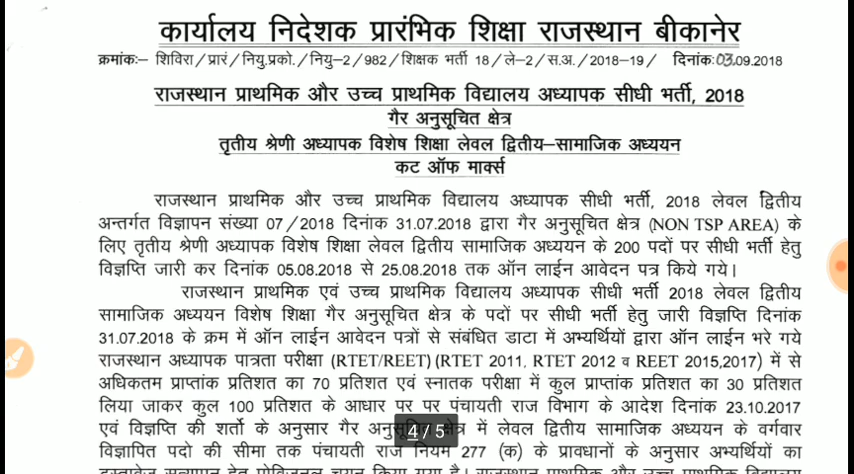 कार्यालय निदेशक प्रारंभिक शिक्षा राजस्थान बीकानेर
क्रमांकः– शिविरा/प्रारं/नियु.प्रको./नियु–2/982/शिक्षक भर्ती 18/ले–2/स.अ./2018–19/ दिनांक:03.09.2018
राजस्थान प्राथमिक और उच्च प्राथमिक विद्यालय अध्यापक सीधी भर्ती, 2018
गैर अनुसूचित क्षेत्र
तृतीय श्रेणी अध्यापक विशेष शिक्षा लेवल द्वितीय–सामाजिक अध्ययन
कट ऑफ मार्क्स
राजस्थान प्राथमिक और उच्च प्राथमिक विद्यालय अध्यापक सीधी भर्ती, 2018 लेवल द्वितीय
अन्तर्गत विज्ञापन संख्या 07/2018 दिनांक 31.07.2018 द्वारा गैर अनुसूचित क्षेत्र (NON TSP AREA) के
लिए तृतीय श्रेणी अध्यापक विशेष शिक्षा लेवल द्वितीय सामाजिक अध्ययन के 200 पदों पर सीधी भर्ती हेतु
विज्ञप्ति जारी कर दिनांक 05.08.2018 से 25.08.2018 तक ऑन लाईन आवेदन पत्र किये गये।
राजस्थान प्राथमिक एवं उच्च प्राथमिक विद्यालय अध्यापक सीधी भर्ती 2018 लेवल द्वितीय
सामाजिक अध्ययन विशेष शिक्षा गैर अनुसूचित क्षेत्र के पदों पर सीधी भर्ती हेतु जारी विज्ञप्ति दिनांक
31.07.2018 के क्रम में ऑन लाईन आवेदन पत्रों से संबंधित डाटा में अभ्यर्थियों द्वारा ऑन लाईन भरे गये
राजस्थान अध्यापक पात्रता परीक्षा (RTET/REET) (RTET 2011, RTET 2012 व REET 2015,2017) में से
अधिकतम प्राप्तांक प्रतिशत का 70 प्रतिशत एवं स्नातक परीक्षा में कुल प्राप्तांक प्रतिशत का 30 प्रतिशत
लिया जाकर कुल 100 प्रतिशत के आधार पर पर पंचायती राज विभाग के आदेश दिनांक 23.10.2017
एवं विज्ञप्ति की शर्तो के अनुसार गैर अनुसूचित क्षेत्र में लेवल द्वितीय सामाजिक अध्ययन के वर्गवार
4/5
विज्ञापित पदो की सीमा तक पंचायती राज नियम 277 (क) के प्रावधानों के अनुसार अभ्यर्थियों का